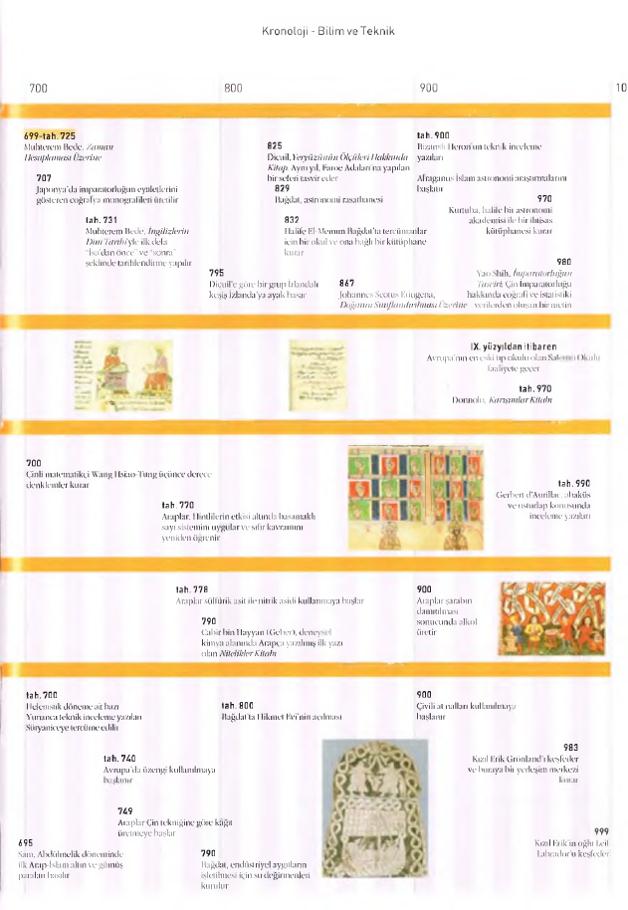 Kronoloji - Bilim ve Teknik
700
800
900
10
699-tah. 725
Muhterem Bede, Zaman
Hesaplaması Üzerine
707
Japonya'da imparatorluğun eyaletlerini
gösteren coğrafya monografileri üretilir
tah. 731
Muhterem Bede, İngilizlerin
Dini Tarihi'yle ilk defa
"İsa'dan önce" ve "sonra"
şeklinde tarihlendirme yapılır
795
Dicuil'e göre bir grup İrlandalı
keşiş İzlanda'ya ayak basar
825
Dicuil, Yeryüzünün Ölçüleri Hakkında
Kitap. Aynı yıl, Faroe Adaları'na yapılan
bir seferi tasvir eder
829
Bağdat, astronomi rasathanesi
832
Halife El-Memun Bağdat'ta tercümanlar
için bir okul ve ona bağlı bir kütüphane
kurar
867
Johannes Scotus Eriugena,
Doğanın Sınıflandırılması Üzerine
tah. 900
Bizanslı Heron'un teknik inceleme
yazıları
Afraganus İslam astronomi araştırmalarını
başlatır
970
Kurtuba, halife bir astronomi
akademisi ile bir ihtisas
kütüphanesi kurar
980
Yao Shih, İmparatorluğun
Tasviri. Çin İmparatorluğu
hakkında coğrafi ve istatistiki
verilerden oluşan bir metin
IX. yüzyıldan itibaren
Avrupa'nın en eski tıp okulu olan Salerno Okulu
faaliyete geçer
tah. 970
Donnolo, Karışımlar Kitabı
700
Çinli matematikçi Wang Hsiao-Tung üçüncü derece
denklemler kurar
tah. 770
Araplar, Hintlilerin etkisi altında basamaklı
sayı sistemini uygular ve sıfır kavramını
yeniden öğrenir
tah. 990
Gerbert d'Aurillac, abaküs
ve usturlap konusunda
inceleme yazıları
tah. 778
Araplar sülfürik asit ile nitrik asidi kullanmaya başlar
790
Cabir bin Hayyan (Geber), deneysel
kimya alanında Arapça yazılmış ilk yazı
olan Nitelikler Kitabı
900
Araplar şarabın
damıtılması
sonucunda alkol
üretir
tah. 700
Helenistik döneme ait bazı
Yunanca teknik inceleme yazıları
Süryaniceye tercüme edilir
tah. 740
Avrupa'da üzengi kullanılmaya
başlanır
749
Araplar Çin tekniğine göre kâğıt
üretmeye başlar
695
Şam, Abdülmelik döneminde
ilk Arap-İslam altın ve gümüş
paraları basılır
790
Bağdat, endüstriyel aygıtların
işletilmesi için su değirmenleri
kurulur
tah. 800
Bağdat'ta Hikmet Evi'nin açılması
900
Çivili at nalları kullanılmaya
başlanır
983
Kızıl Erik Grönland'ı keşfeder
ve buraya bir yerleşim merkezi
kurar
999
Kızıl Erik'in oğlu Leif
Labrador'u keşfeder